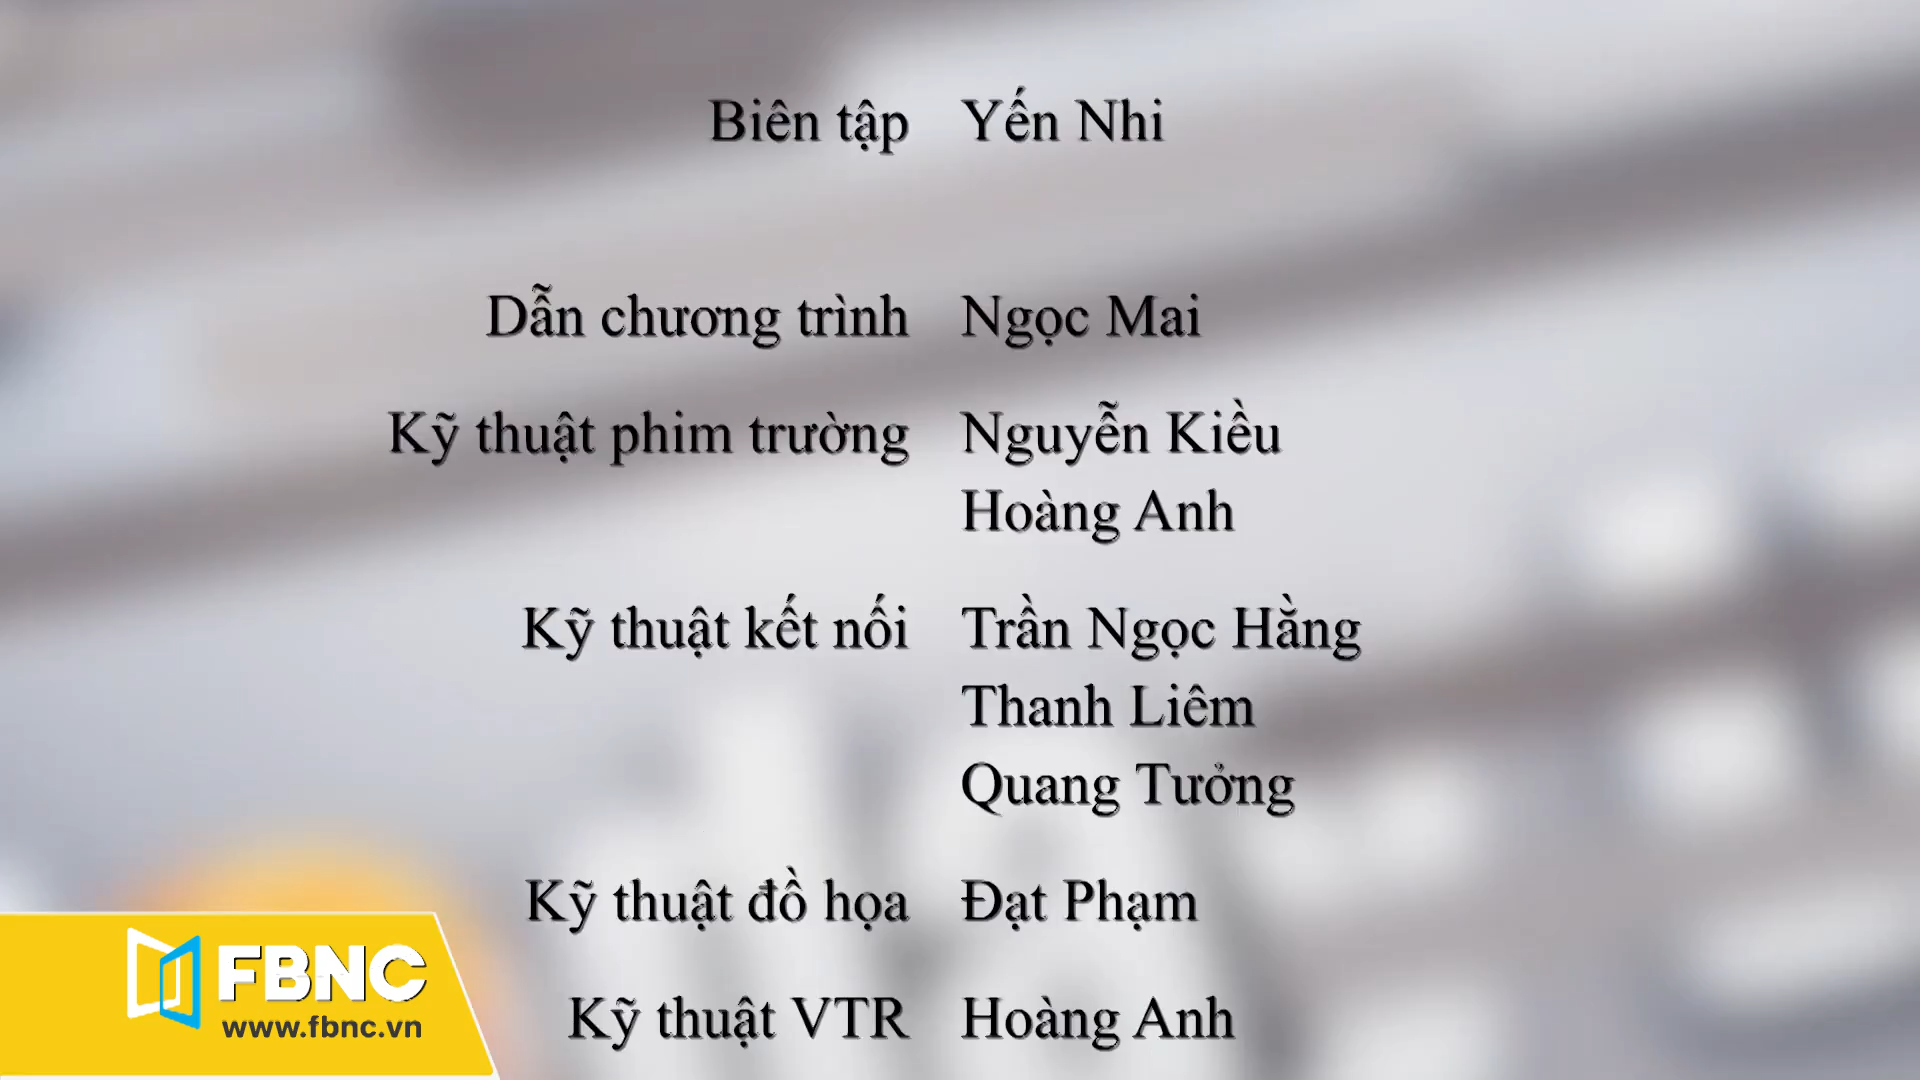 Biên tập Yến Nhi
Dẫn chương trình Ngọc Mai
Kỹ thuật phim trường Nguyễn Kiều
Hoàng Anh
Kỹ thuật kết nối Trần Ngọc Hằng
Thanh Liêm
Quang Tưởng
Kỹ thuật đồ họa Đạt Phạm
Kỹ thuật VTR Hoàng Anh
FBNC
www.fbnc.vn